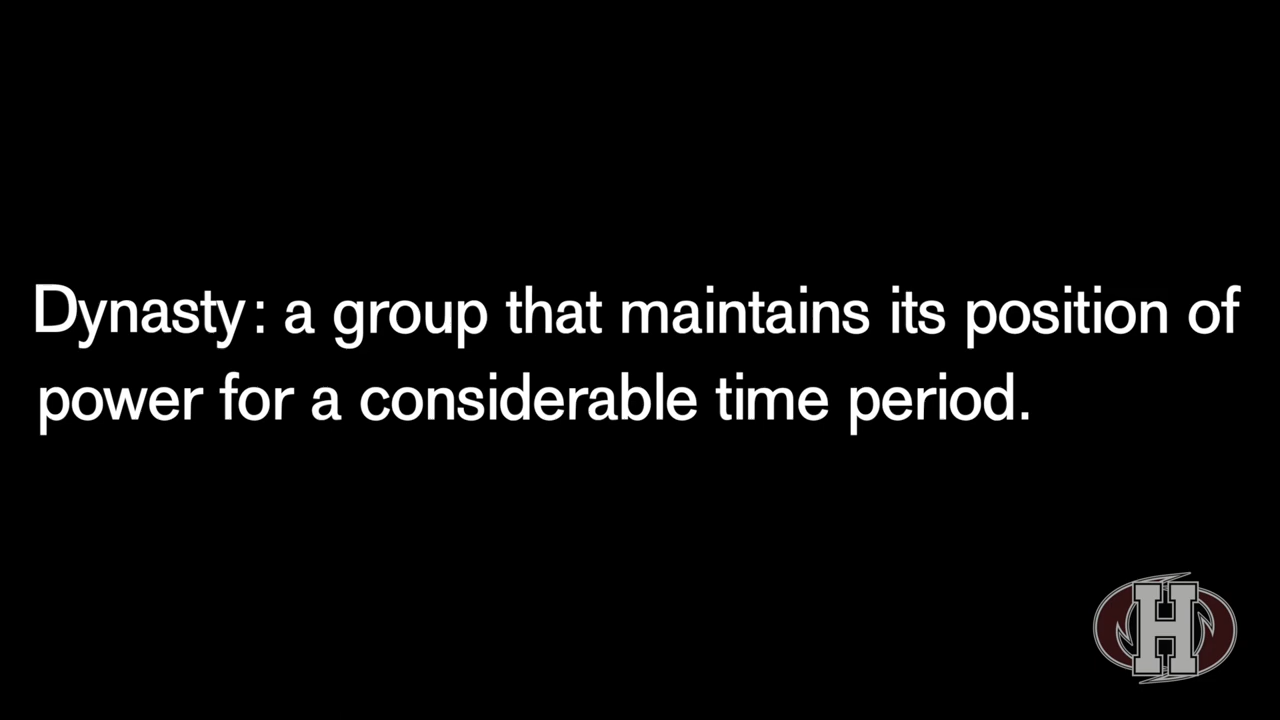 Dynasty: a group that maintains its position of
power for a considerable time period.
H